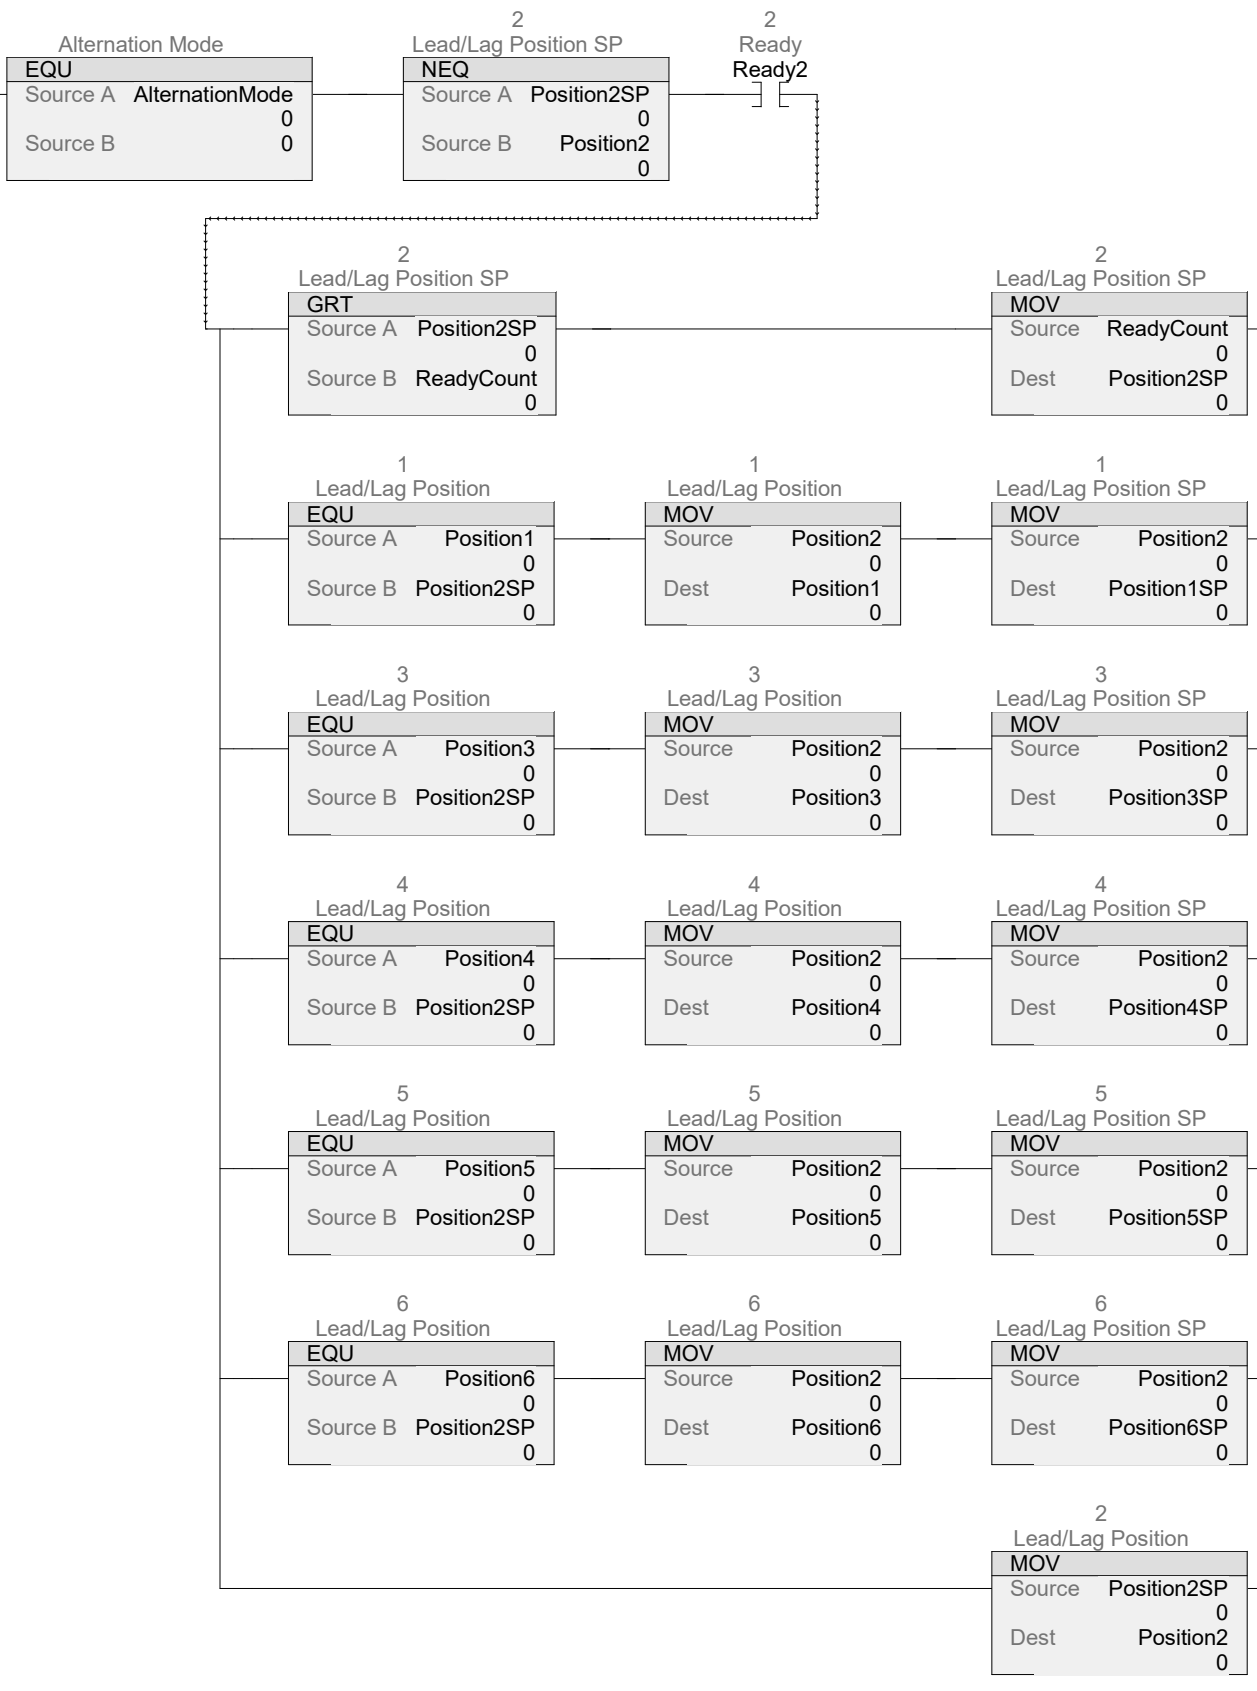 2
2
Alternation Mode
Lead/Lag Position SP
Ready
EQU
NEQ
Ready2
Source A AlternationMode
Source A Position2SP
0
0
Source B 0
Source B Position2
0
2
2
Lead/Lag Position SP
Lead/Lag Position SP
GRT
MOV
Source A Position2SP
Source ReadyCount
0
0
Source B ReadyCount
Dest Position2SP
0
0
1
1
1
Lead/Lag Position
Lead/Lag Position
Lead/Lag Position SP
EQU
MOV
MOV
Source A Position1
Source Position2
Source Position2
0
0
0
Source B Position2SP
Dest Position1
Dest Position1SP
0
0
0
3
3
3
Lead/Lag Position
Lead/Lag Position
Lead/Lag Position SP
EQU
MOV
MOV
Source A Position3
Source Position2
Source Position2
0
0
0
Source B Position2SP
Dest Position3
Dest Position3SP
0
0
0
4
4
4
Lead/Lag Position
Lead/Lag Position
Lead/Lag Position SP
EQU
MOV
MOV
Source A Position4
Source Position2
Source Position2
0
0
0
Source B Position2SP
Dest Position4
Dest Position4SP
0
0
0
5
5
5
Lead/Lag Position
Lead/Lag Position
Lead/Lag Position SP
EQU
MOV
MOV
Source A Position5
Source Position2
Source Position2
0
0
0
Source B Position2SP
Dest Position5
Dest Position5SP
0
0
0
6
6
6
Lead/Lag Position
Lead/Lag Position
Lead/Lag Position SP
EQU
MOV
MOV
Source A Position6
Source Position2
Source Position2
0
0
0
Source B Position2SP
Dest Position6
Dest Position6SP
0
0
0
2
Lead/Lag Position
MOV
Source Position2SP
0
Dest Position2
0